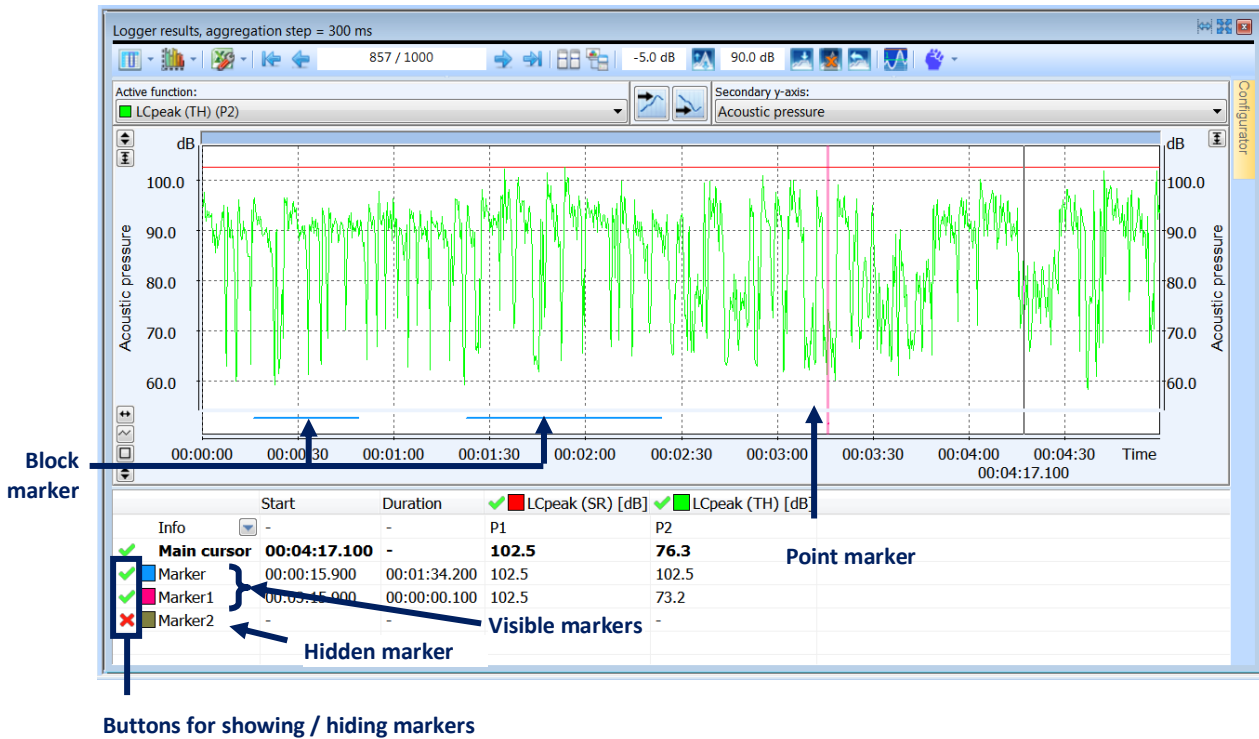 Logger results, aggregation step = 300 ms
857 / 1000 -5.0 dB 90.0 dB
Configurator
Active function: Secondary y-axis:
LCpeak (TH) (P2) Acoustic pressure
dB dB
100.0 100.0
90.0 90.0
80.0 80.0
70.0 70.0
60.0 60.0
Acoustic pressure
Acoustic pressure
00:00:00 00:00:30 00:01:00 00:01:30 00:02:00 00:02:30 00:03:00 00:03:30 00:04:00 00:04:30 Time
00:04:17.100
Block
marker
Start Duration LCpeak (SR) [dB] LCpeak (TH) [dB]
Info - - P1 P2
Main cursor 00:04:17.100 - 102.5 76.3
Point marker
Marker 00:00:15.900 00:01:34.200 102.5 102.5
Marker1 00:03:15.900 00:00:00.100 102.5 73.2
Marker2 - - -
Visible markers
Hidden marker
Buttons for showing / hiding markers